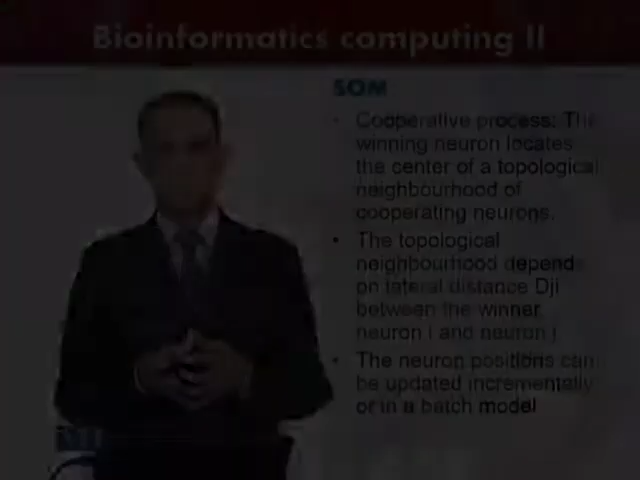 Bioinformatics computing II
SOM
• Cooperative process: The
winning neuron locates
the center of a topological
neighbourhood of
cooperating neurons.
• The topological
neighbourhood depends
on lateral distance Dji
between the winner
neuron i and neuron j
• The neuron positions can
be updated incrementally
or in a batch model